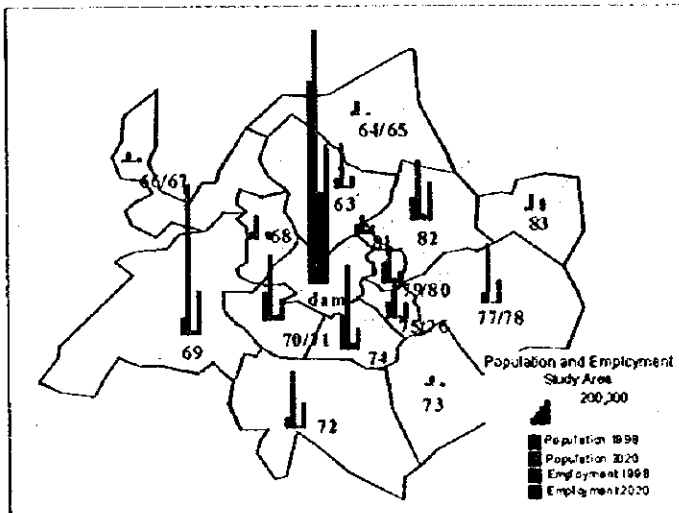 64/65
66/67
63
83
68
82
79/80
dam
77/78
75/76
70/71
69
74
Population and Employment
Study Area
73
200,000
72
Population 1998
Population 2020
Employment 1998
Employment 2020